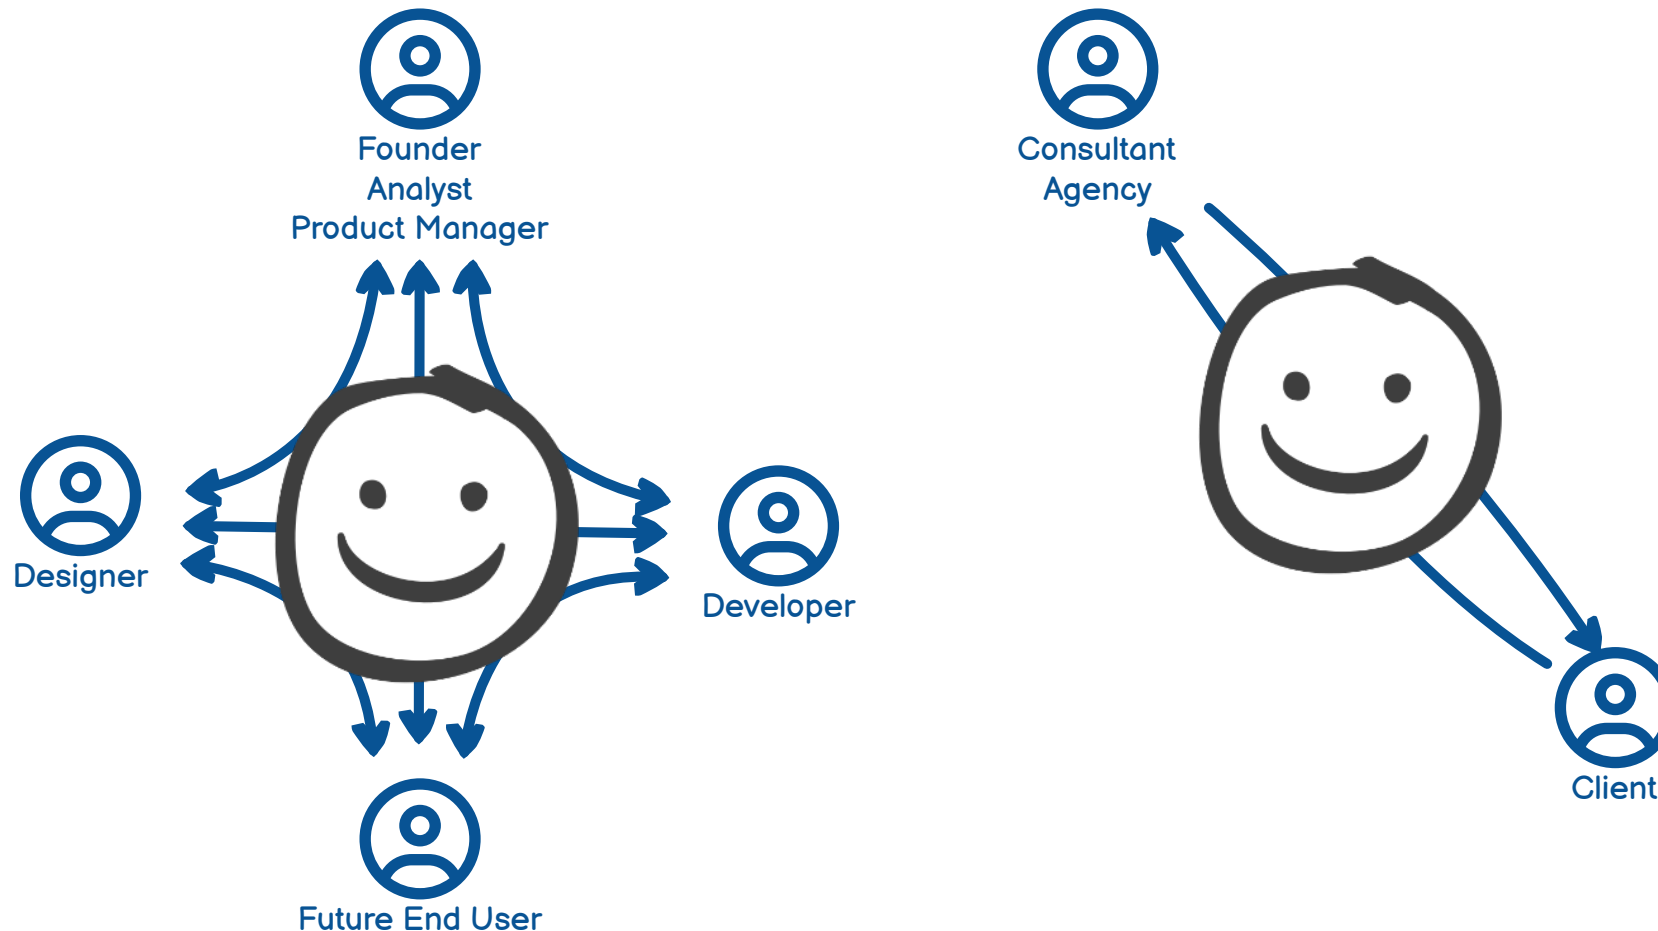 Founder
Analyst
Product Manager
Designer
Developer
Future End User
Consultant
Agency
Client